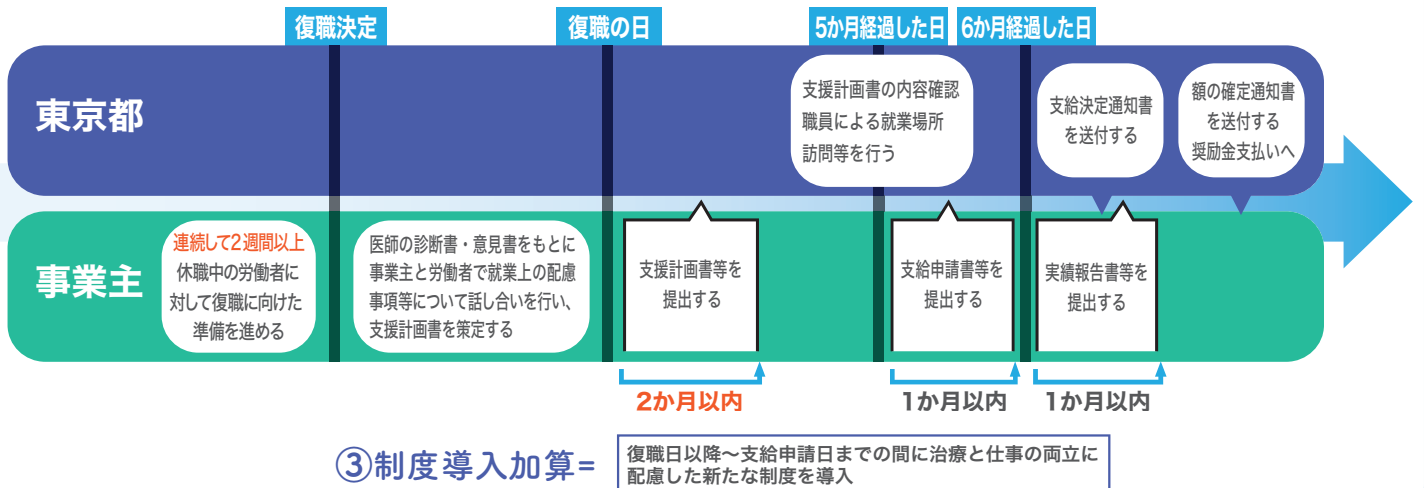 復職決定
復職の日
5か月経過した日
6か月経過した日
東京都
支援計画書の内容確認
職員による就業場所
訪問等を行う
支給決定通知書
を送付する
額の確定通知書
を送付する
奨励金支払いへ
事業主
連続して2週間以上
休職中の労働者に
対して復職に向けた
準備を進める
医師の診断書・意見書をもとに
事業主と労働者で就業上の配慮
事項等について話し合いを行い、
支援計画書を策定する
支援計画書等を
提出する
支給申請書等を
提出する
実績報告書等を
提出する
2か月以内
1か月以内
1か月以内
③制度導入加算=
復職日以降～支給申請日までの間に治療と仕事の両立に
配慮した新たな制度を導入